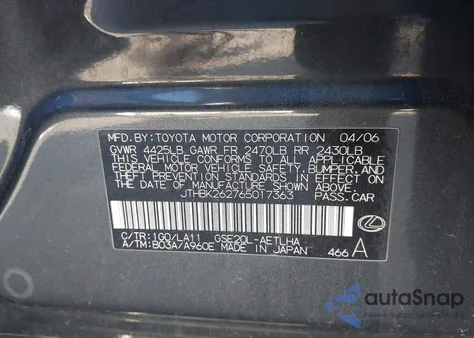 MFD. BY: TOYOTA MOTOR CORPORATION 04/06
GVWR 4425LB GAWR FR 2470LB RR 2430LB
THIS VEHICLE CONFORMS TO ALL APPLICABLE
FEDERAL MOTOR VEHICLE SAFETY, BUMPER, AND
THEFT PREVENTION STANDARDS IN EFFECT ON
THE DATE OF MANUFACTURE SHOWN ABOVE.
JTHBK262765017363 PASS.CAR
C/TR: 1G0/LA11 GSE20L-AETLHA
A/TM: B03A/A960E MADE IN JAPAN 466 A
autoSnap